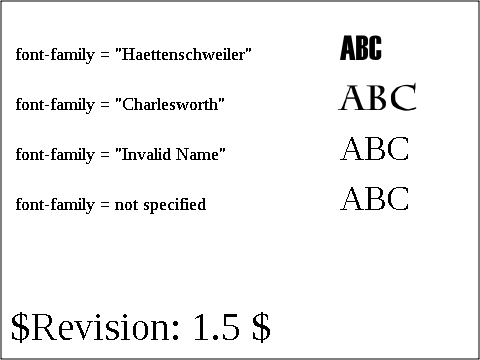 font-family = "Haettenschweiler" ABC
font-family = "Charlesworth" ABC
font-family = "Invalid Name" ABC
font-family = not specified ABC
$Revision: 1.5 $